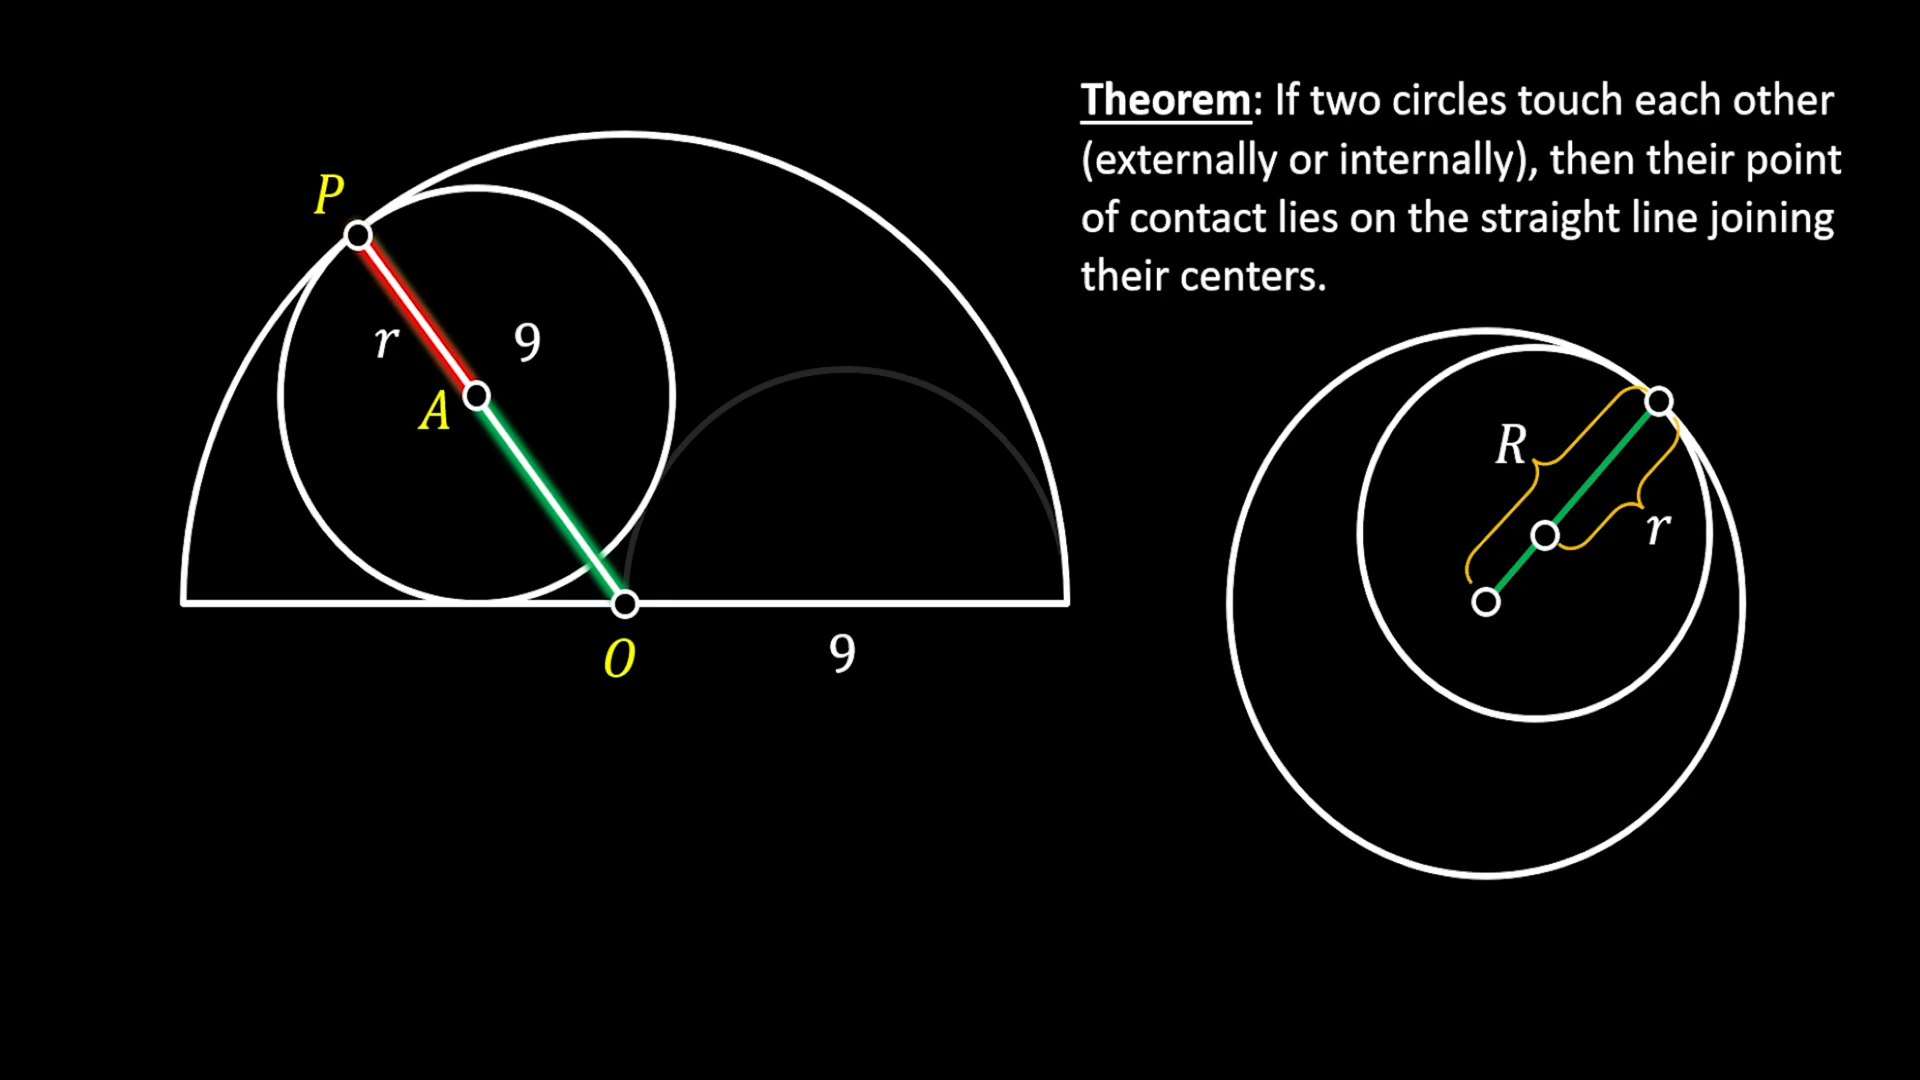 Theorem: If two circles touch each other
(externally or internally), then their point
of contact lies on the straight line joining
their centers.
P
r
9
A
O
9
R
r